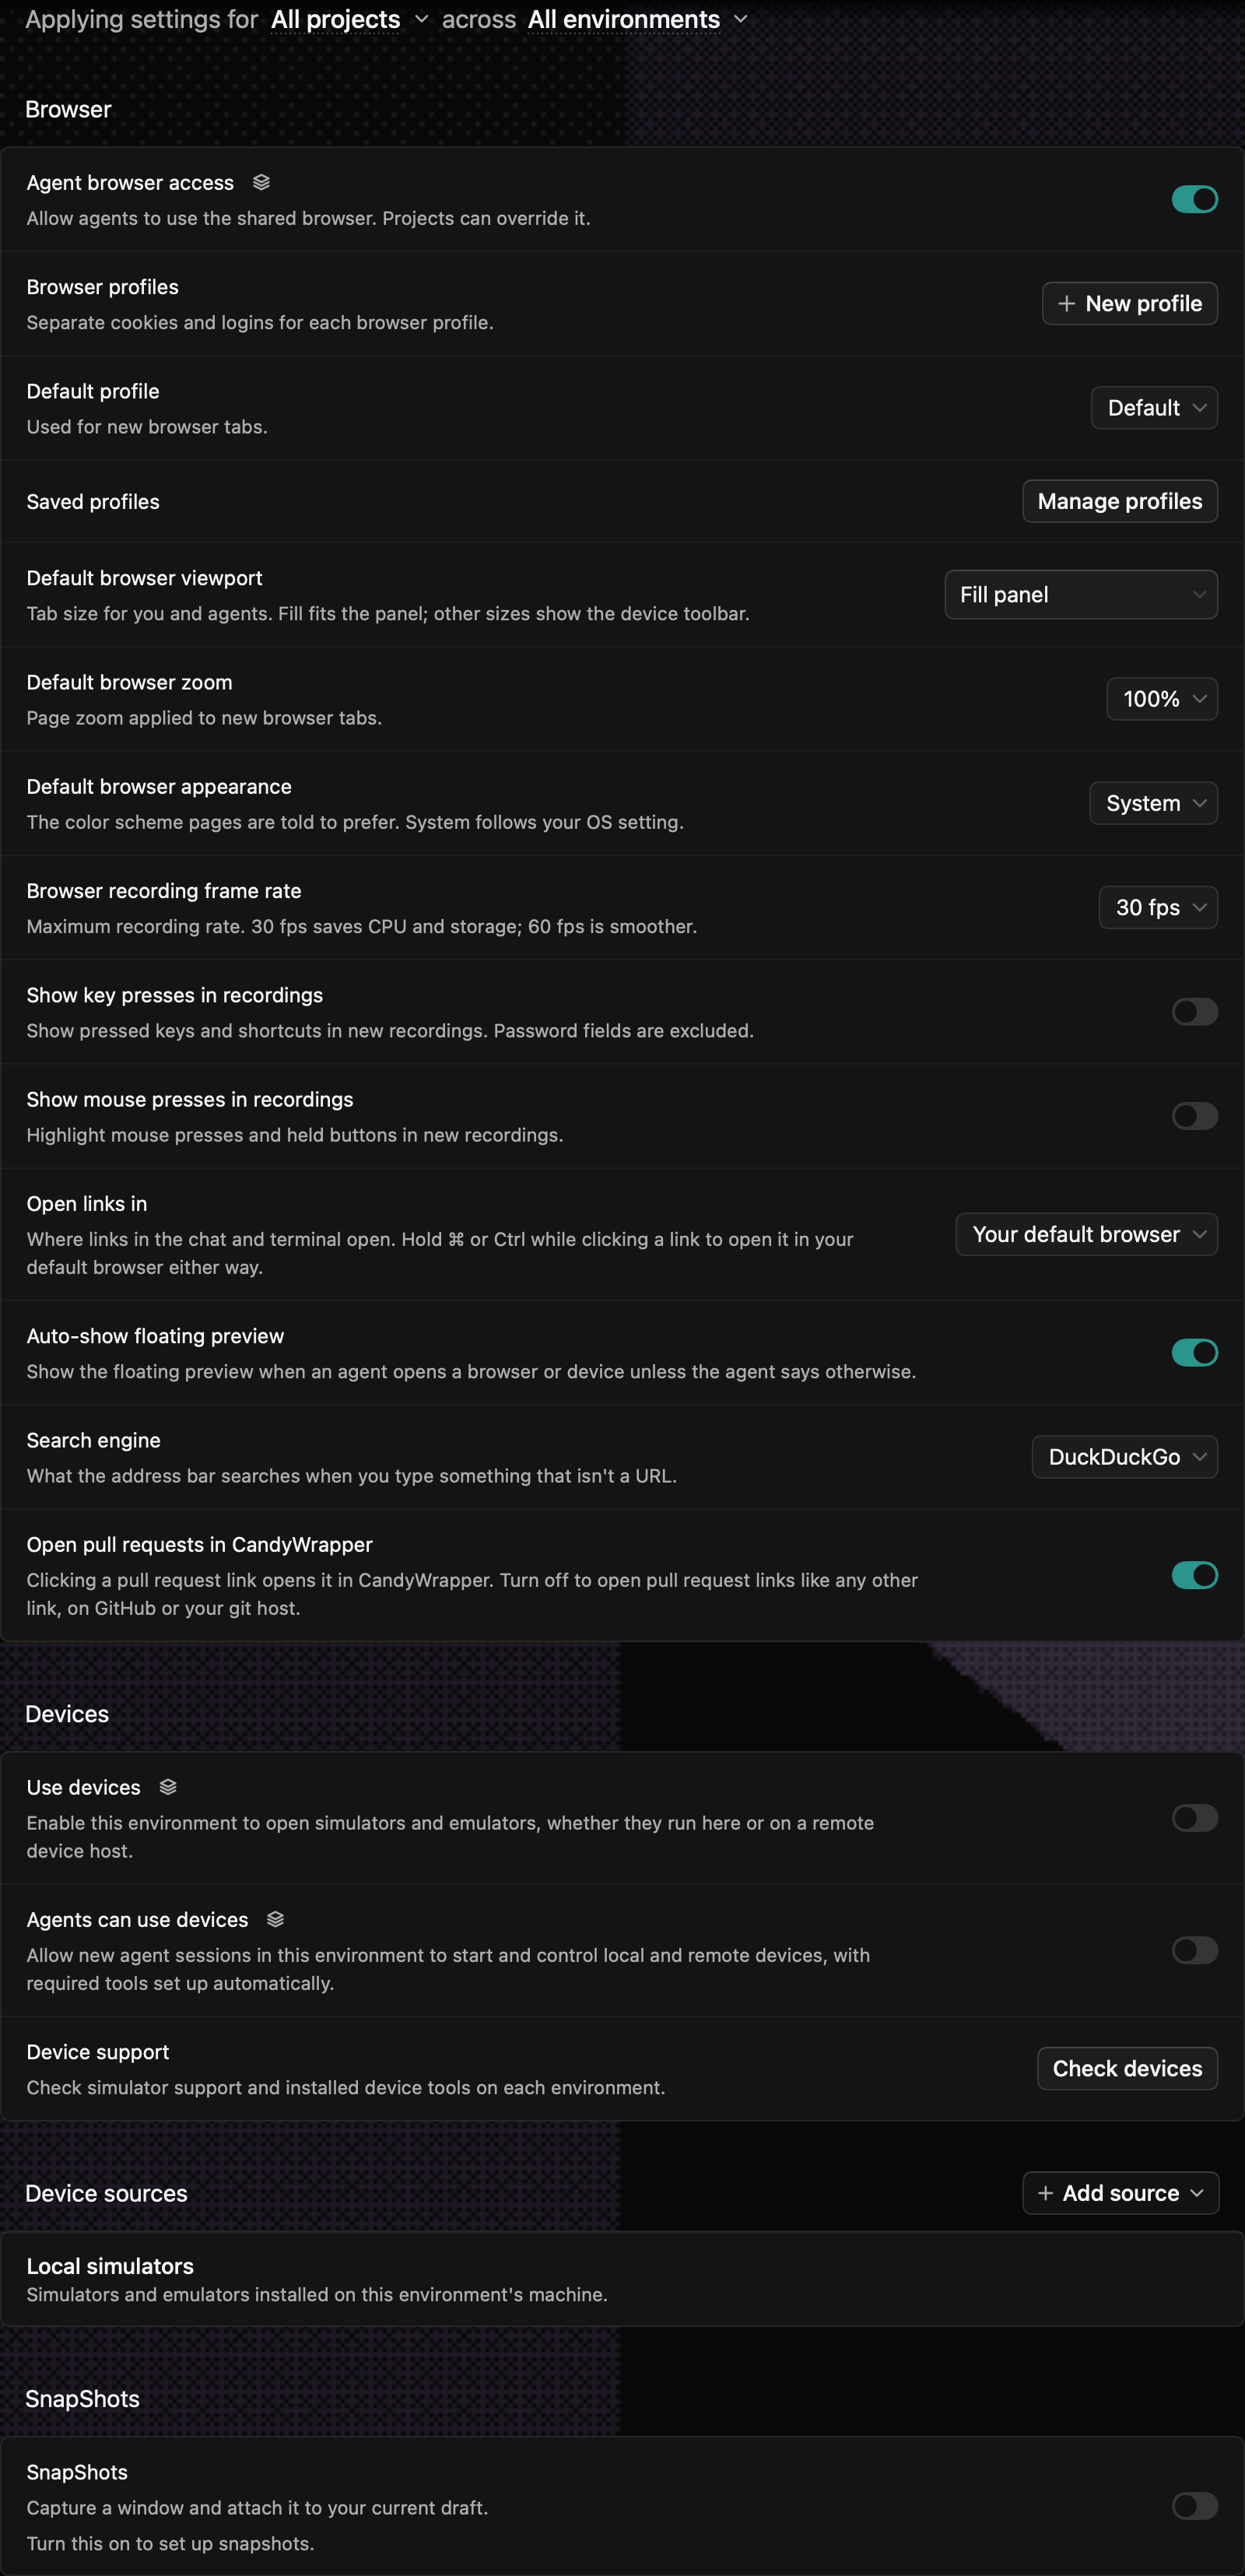 Applying settings for All projects across All environments
Browser
Agent browser access
Allow agents to use the shared browser. Projects can override it.
Browser profiles
Separate cookies and logins for each browser profile.
+ New profile
Default profile
Used for new browser tabs.
Default
Saved profiles
Manage profiles
Default browser viewport
Tab size for you and agents. Fill fits the panel; other sizes show the device toolbar.
Fill panel
Default browser zoom
Page zoom applied to new browser tabs.
100%
Default browser appearance
The color scheme pages are told to prefer. System follows your OS setting.
System
Browser recording frame rate
Maximum recording rate. 30 fps saves CPU and storage; 60 fps is smoother.
30 fps
Show key presses in recordings
Show pressed keys and shortcuts in new recordings. Password fields are excluded.
Show mouse presses in recordings
Highlight mouse presses and held buttons in new recordings.
Open links in
Where links in the chat and terminal open. Hold ⌘ or Ctrl while clicking a link to open it in your
default browser either way.
Your default browser
Auto-show floating preview
Show the floating preview when an agent opens a browser or device unless the agent says otherwise.
Search engine
What the address bar searches when you type something that isn't a URL.
DuckDuckGo
Open pull requests in CandyWrapper
Clicking a pull request link opens it in CandyWrapper. Turn off to open pull request links like any other
link, on GitHub or your git host.
Devices
Use devices
Enable this environment to open simulators and emulators, whether they run here or on a remote
device host.
Agents can use devices
Allow new agent sessions in this environment to start and control local and remote devices, with
required tools set up automatically.
Device support
Check simulator support and installed device tools on each environment.
Check devices
Device sources
+ Add source
Local simulators
Simulators and emulators installed on this environment's machine.
SnapShots
SnapShots
Capture a window and attach it to your current draft.
Turn this on to set up snapshots.